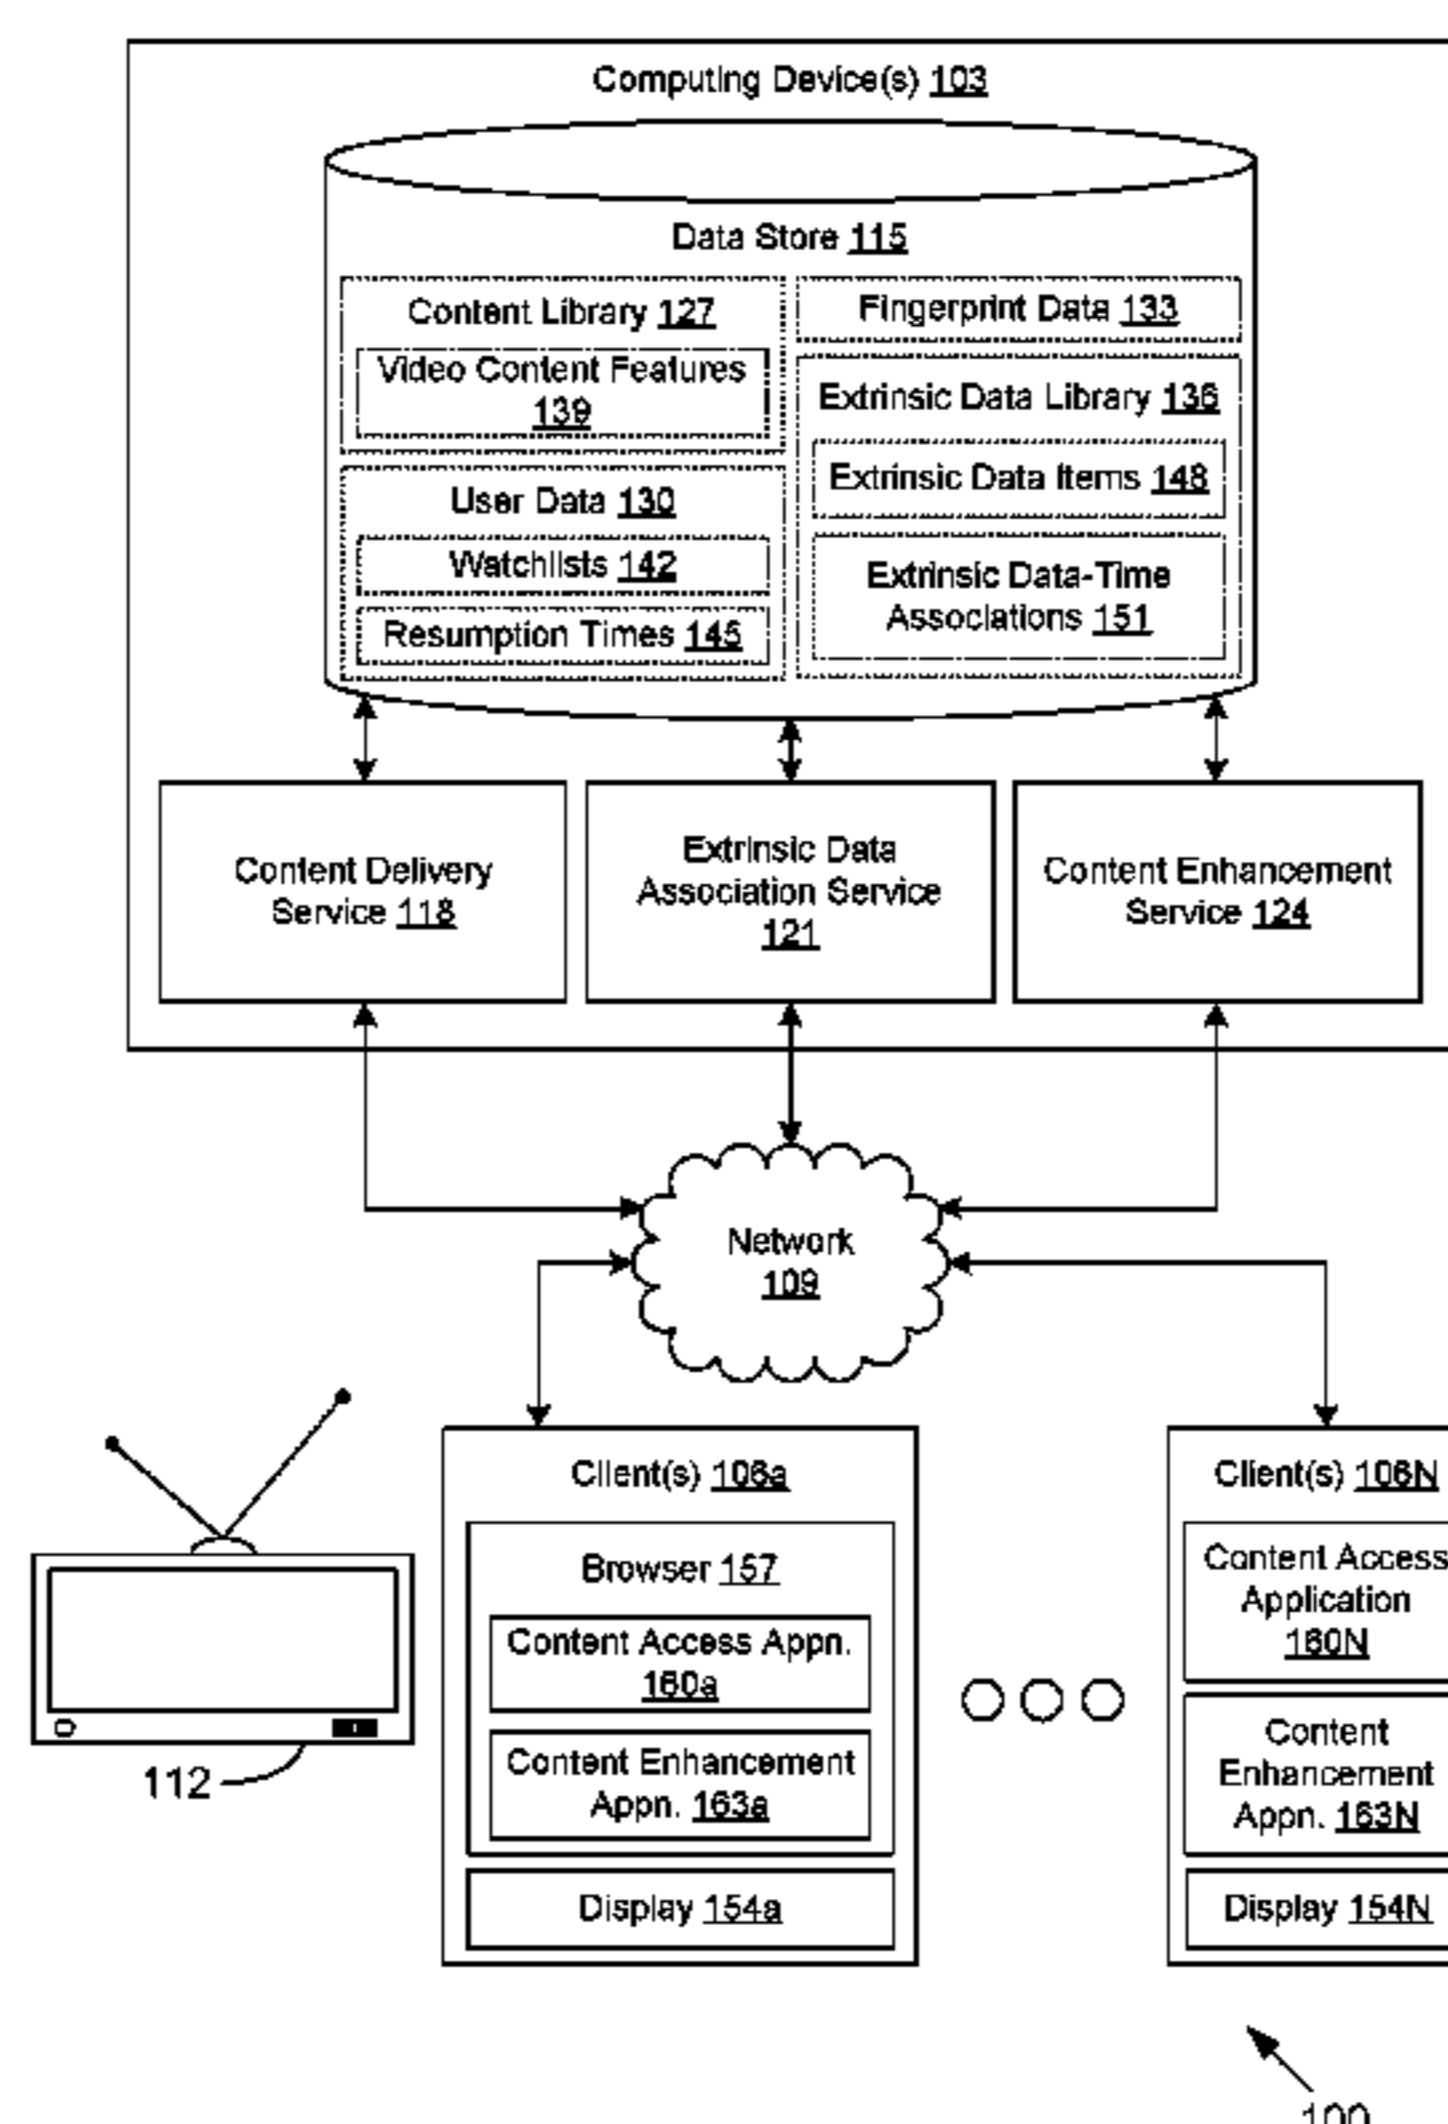 Computing Device(s) 103
Data Store 115
Content Library 127
Video Content Features
139
User Data 130
Watchlists 142
Resumption Times 145
Fingerprint Data 133
Extrinsic Data Library 136
Extrinsic Data Items 148
Extrinsic Data-Time
Associations 151
Content Delivery
Service 118
Extrinsic Data
Association Service
121
Content Enhancement
Service 124
Network
109
112
Client(s) 106a
Browser 157
Content Access Appn.
160a
Content Enhancement
Appn. 163a
Display 154a
Client(s) 106N
Content Access
Application
160N
Content
Enhancement
Appn. 163N
Display 154N
100